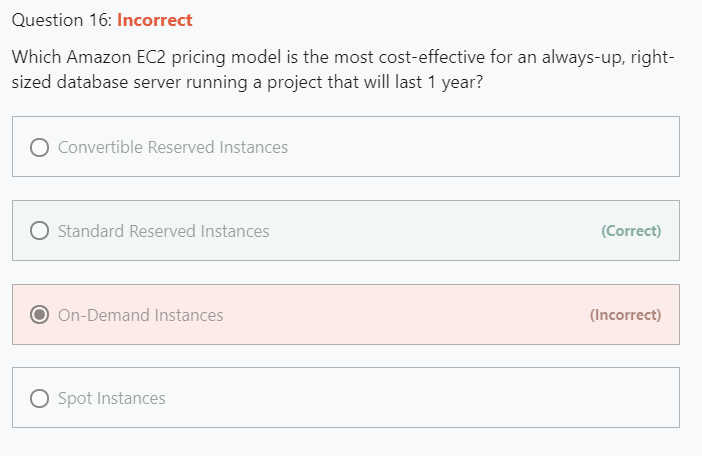 Question 16: Incorrect
Which Amazon EC2 pricing model is the most cost-effective for an always-up, right-
sized database server running a project that will last 1 year?
Convertible Reserved Instances
Standard Reserved Instances (Correct)
On-Demand Instances (Incorrect)
Spot Instances